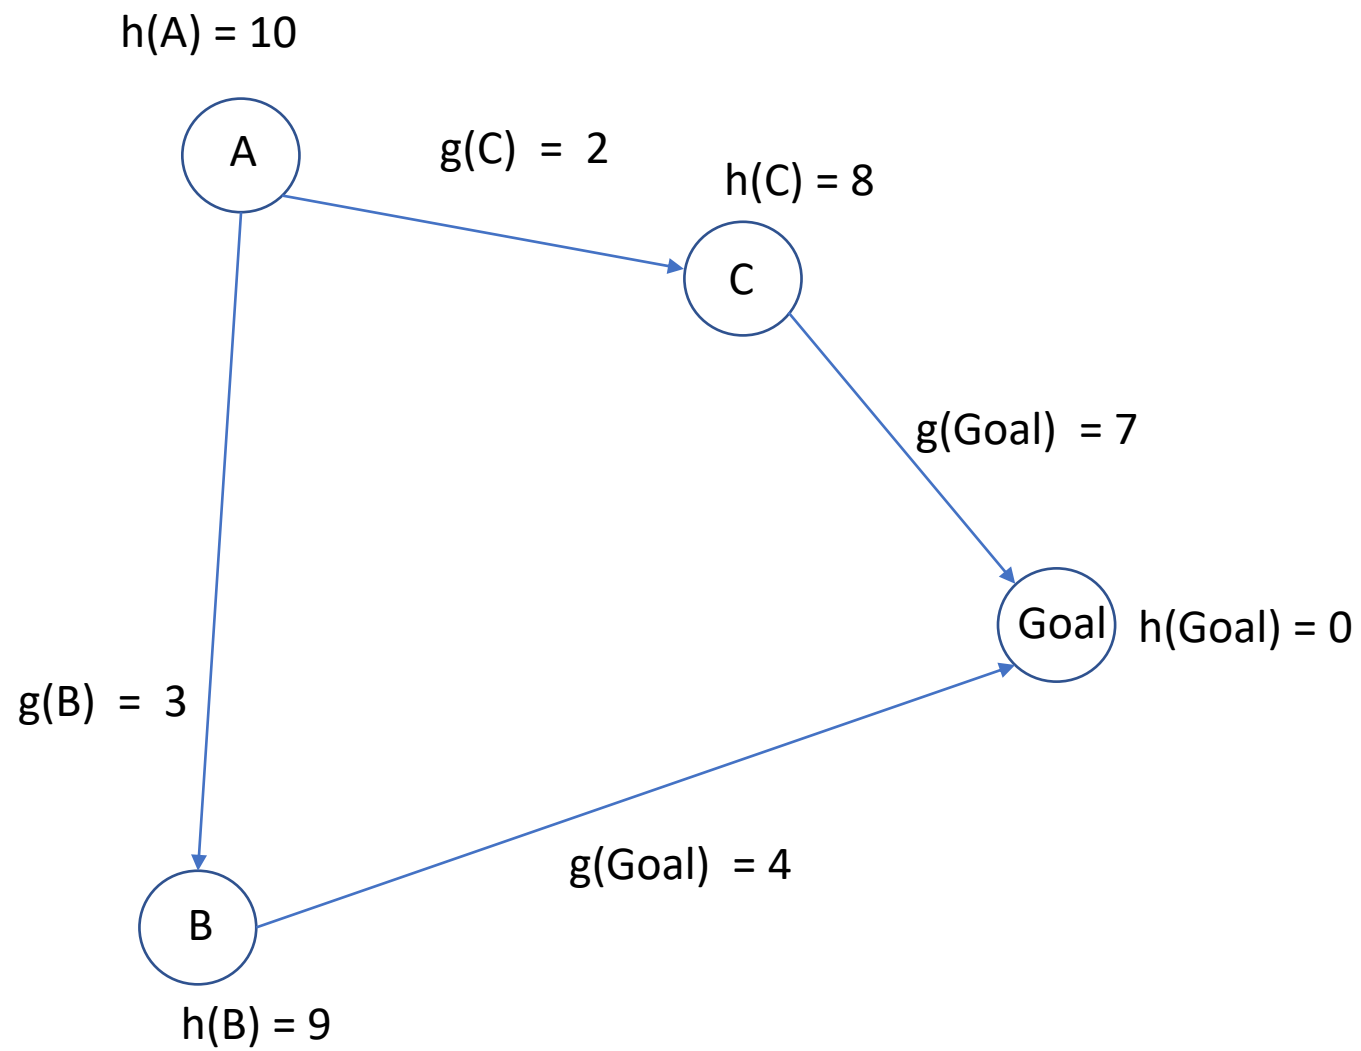 h(A) = 10
A
g(C) = 2
h(C) = 8
C
g(Goal) = 7
Goal
h(Goal) = 0
g(B) = 3
g(Goal) = 4
B
h(B) = 9